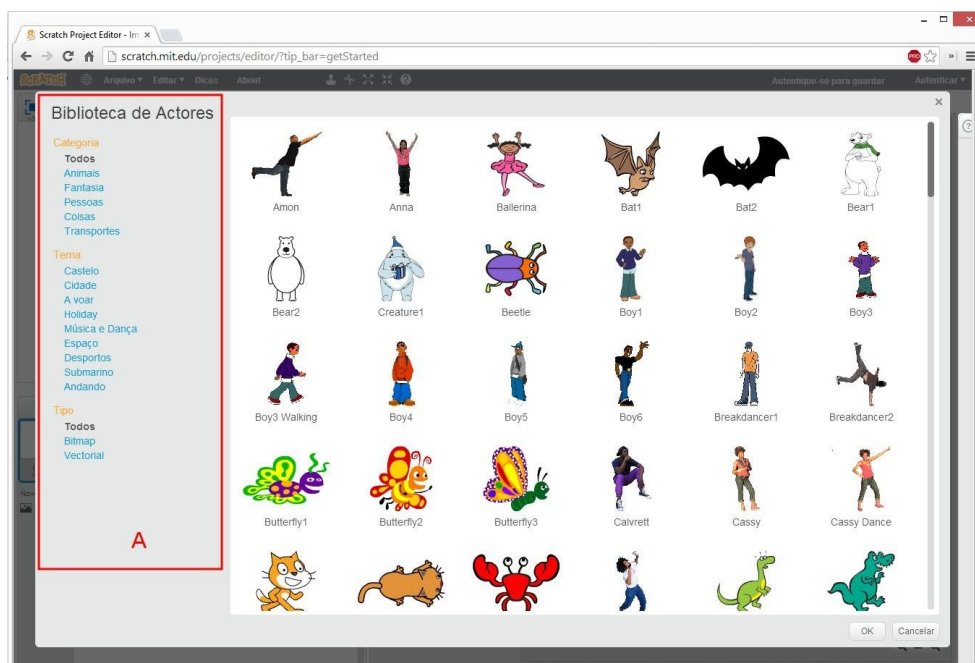 Scratch Project Editor - Im
scratch.mit.edu/projects/editor/?tip_bar=getStarted
PRO
SCRATCH Arquivo Editar Dicas About Autentique-se para guardar Autenticar
Biblioteca de Actores
Categoria
Todos
Animais
Fantasia
Pessoas
Coisas
Transportes
Tema
Castelo
Cidade
A voar
Holiday
Música e Dança
Espaço
Desportos
Submarino
Andando
Tipo
Todos
Bitmap
Vectorial
A
Amon Anna Ballerina Bat1 Bat2 Bear1
Bear2 Creature1 Beetle Boy1 Boy2 Boy3
Boy3 Walking Boy4 Boy5 Boy6 Breakdancer1 Breakdancer2
Butterfly1 Butterfly2 Butterfly3 Calvrett Cassy Cassy Dance
OK Cancelar